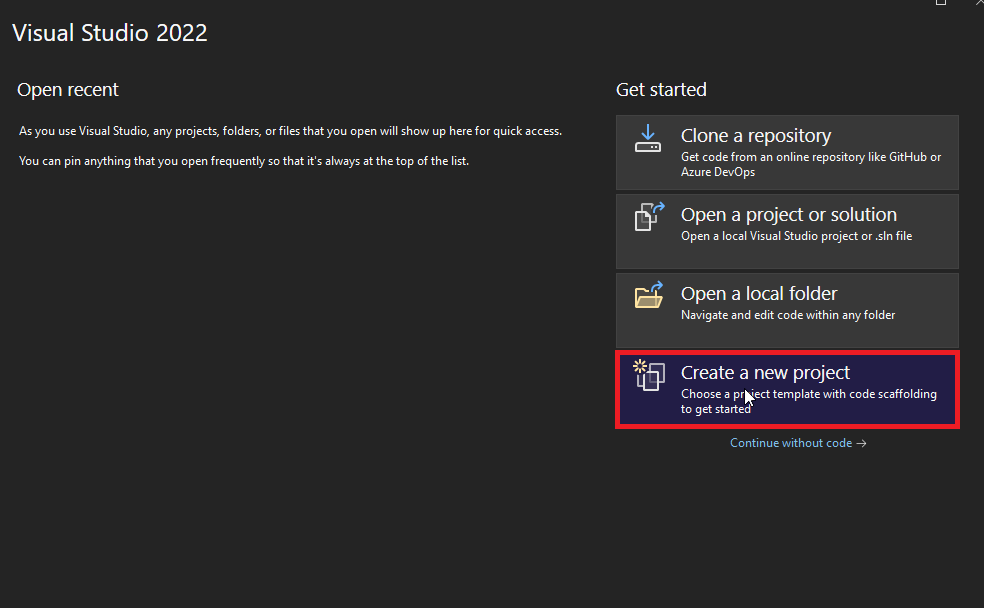 Visual Studio 2022
Open recent
As you use Visual Studio, any projects, folders, or files that you open will show up here for quick access.
You can pin anything that you open frequently so that it's always at the top of the list.
Get started
Clone a repository
Get code from an online repository like GitHub or
Azure DevOps
Open a project or solution
Open a local Visual Studio project or .sln file
Open a local folder
Navigate and edit code within any folder
Create a new project
Choose a project template with code scaffolding
to get started
Continue without code →